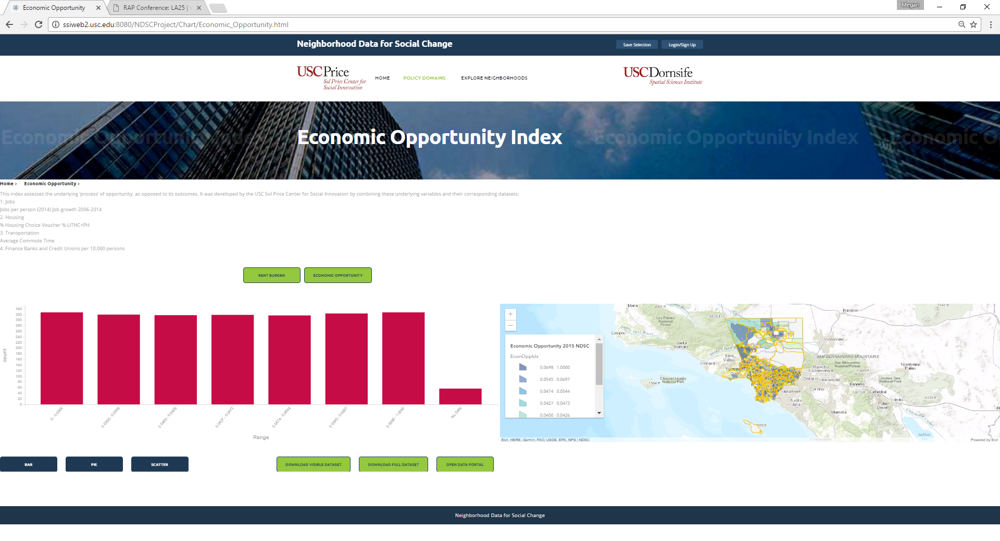 Economic Opportunity
RAP Conference: LA25 | s
Megan
ssiweb2.usc.edu:8080/NDSCProject/Chart/Economic_Opportunity.html
Neighborhood Data for Social Change
Save Selection
Login/Sign Up
USC Price
Sol Price Center for
Social Innovation
HOME
POLICY DOMAINS
EXPLORE NEIGHBORHOODS
USC Dornsife
Spatial Sciences Institute
Economic Opportunity Index
Economic Opportunity Index
Economic Opportunity Index
Economic O
Home >
Economic Opportunity >
This index assesses the underlying 'process' of opportunity, as opposed to its outcomes. It was developed by the USC Sol Price Center for Social Innovation by combining these underlying variables and their corresponding datasets:
1. Jobs
Jobs per person (2014) Job growth 2006-2014
2. Housing
% Housing Choice Voucher % LITHC+PH
3. Transportation
Average Commute Time
4. Finance Banks and Credit Unions per 10,000 persons
RENT BURDEN
ECONOMIC OPPORTUNITY
340
320
300
280
260
240
220
200
180
160
140
120
100
80
60
40
20
0
count
0 - 0.0364
0.0365 - 0.0399
0.0400 - 0.0426
0.0427 - 0.0473
0.0474 - 0.0544
0.0545 - 0.0697
0.0698 - 1.0000
No Data
Range
+
−
Economic Opportunity 2015 NDSC
EconOppIdx
0.0698 1.0000
0.0545 0.0697
0.0474 0.0544
0.0427 0.0473
0.0400 0.0426
Maria
4901 ft
Los Padres
National
Forest
8829 ft
Lompoc
Santa
Barbara
Simi
Valley
Oxnard
Channel Islands
National Park
1584 ft
7141 ft
Barstow
Victorville
SAN BERNARDINO MOUNTAINS
San Bernardino
National Forest
Rancho
Cucamonga
11489 ft
Twentynine
Palms
Joshua Tree
National Park
Ontario
Riverside
Banning
Anaheim
Corona
10815 ft
Cathedral
City
Indio
5335 ft
Santa
Ana
Palm
Desert
Murrieta
Coachella Canal
Salton
Sea
Oceanside
Esri, HERE, Garmin, FAO, USGS, EPA, NPS | NDSC
Powered by Esri
BAR
PIE
SCATTER
DOWNLOAD VISIBLE DATASET
DOWNLOAD FULL DATASET
OPEN DATA PORTAL
Neighborhood Data for Social Change